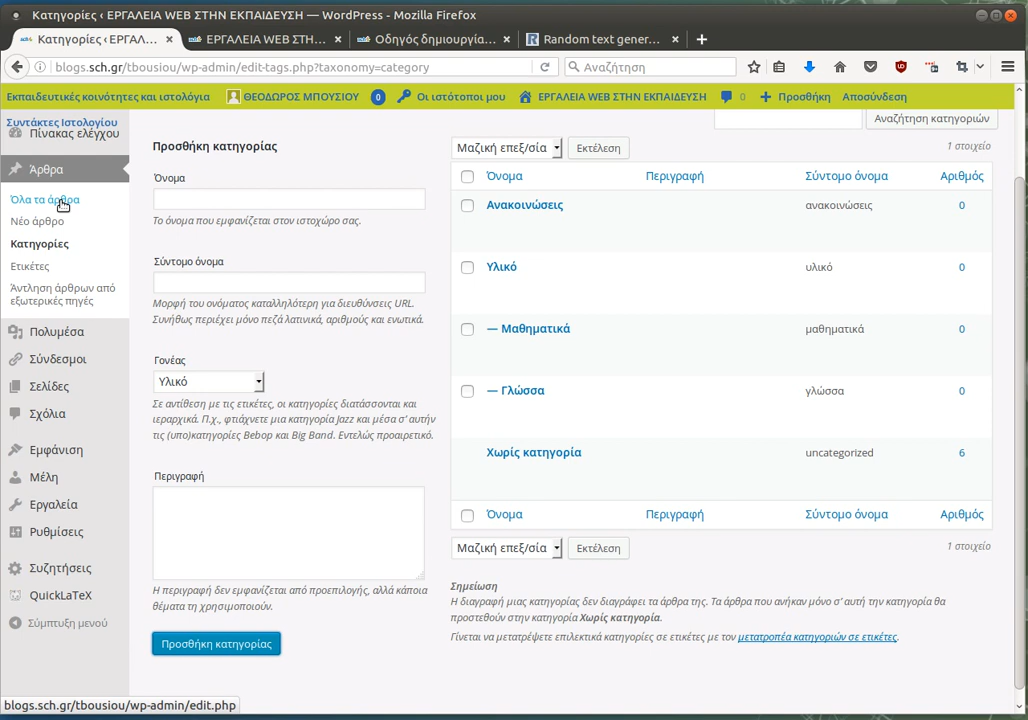 Κατηγορίες ‹ ΕΡΓΑΛΕΙΑ WEB ΣΤΗΝ ΕΚΠΑΙΔΕΥΣΗ — WordPress - Mozilla Firefox
Κατηγορίες ‹ ΕΡΓΑΛ... ×
ΕΡΓΑΛΕΙΑ WEB ΣΤΗ... ×
Οδηγός δημιουργία... ×
Random text gener... ×
blogs.sch.gr/tbousiou/wp-admin/edit-tags.php?taxonomy=category
Αναζήτηση
Εκπαιδευτικές κοινότητες και ιστολόγια
ΘΕΟΔΩΡΟΣ ΜΠΟΥΣΙΟΥ
0
Οι ιστότοποι μου
ΕΡΓΑΛΕΙΑ WEB ΣΤΗΝ ΕΚΠΑΙΔΕΥΣΗ
0
Προσθήκη
Αποσύνδεση
Συντάκτες Ιστολογίου
Πίνακας ελέγχου
Άρθρα
Όλα τα άρθρα
Νέο άρθρο
Κατηγορίες
Ετικέτες
Άντληση άρθρων από
εξωτερικές πηγές
Πολυμέσα
Σύνδεσμοι
Σελίδες
Σχόλια
Εμφάνιση
Μέλη
Εργαλεία
Ρυθμίσεις
Συζητήσεις
QuickLaTeX
Σύμπτυξη μενού
Προσθήκη κατηγορίας
Όνομα
Το όνομα που εμφανίζεται στον ιστοχώρο σας.
Σύντομο όνομα
Μορφή του ονόματος καταλληλότερη για διευθύνσεις URL.
Συνήθως περιέχει μόνο πεζά λατινικά, αριθμούς και ενωτικά.
Γονέας
Υλικό
Σε αντίθεση με τις ετικέτες, οι κατηγορίες διατάσσονται και
ιεραρχικά. Π.χ., φτιάχνετε μια κατηγορία Jazz και μέσα σ’ αυτήν
τις (υπο)κατηγορίες Bebop και Big Band. Εντελώς προαιρετικό.
Περιγραφή
Η περιγραφή δεν εμφανίζεται από προεπιλογής, αλλά κάποια
θέματα τη χρησιμοποιούν.
Προσθήκη κατηγορίας
Αναζήτηση κατηγοριών
Μαζική επεξ/σία
Εκτέλεση
1 στοιχείο
Όνομα Περιγραφή Σύντομο όνομα Αριθμός
Ανακοινώσεις ανακοινώσεις 0
Υλικό υλικό 0
— Μαθηματικά μαθηματικά 0
— Γλώσσα γλώσσα 0
Χωρίς κατηγορία uncategorized 6
Όνομα Περιγραφή Σύντομο όνομα Αριθμός
Μαζική επεξ/σία
Εκτέλεση
1 στοιχείο
Σημείωση
Η διαγραφή μιας κατηγορίας δεν διαγράφει τα άρθρα της. Τα άρθρα που ανήκαν μόνο σ’ αυτή την κατηγορία θα
προστεθούν στην κατηγορία Χωρίς κατηγορία.
Γίνεται να μετατρέψετε επιλεκτικά κατηγορίες σε ετικέτες με τον μετατροπέα κατηγοριών σε ετικέτες.
blogs.sch.gr/tbousiou/wp-admin/edit.php